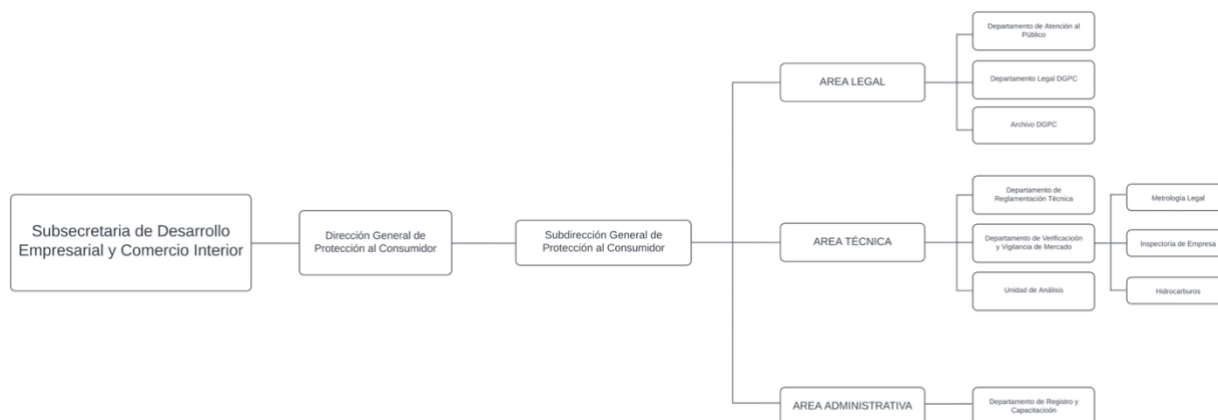 Subsecretaria de Desarrollo
Empresarial y Comercio Interior
Dirección General de
Protección al Consumidor
Subdirección General de
Protección al Consumidor
AREA LEGAL
Departamento de Atención al
Público
Departamento Legal DGPC
Archivo DGPC
AREA TÉCNICA
Departamento de
Reglamentación Técnica
Departamento de Verificacioón
y Vigilancia de Mercado
Unidad de Análisis
Metrología Legal
Inspectoría de Empresa
Hidrocarburos
AREA ADMINISTRATIVA
Departamento de Registro y
Capacitacioón